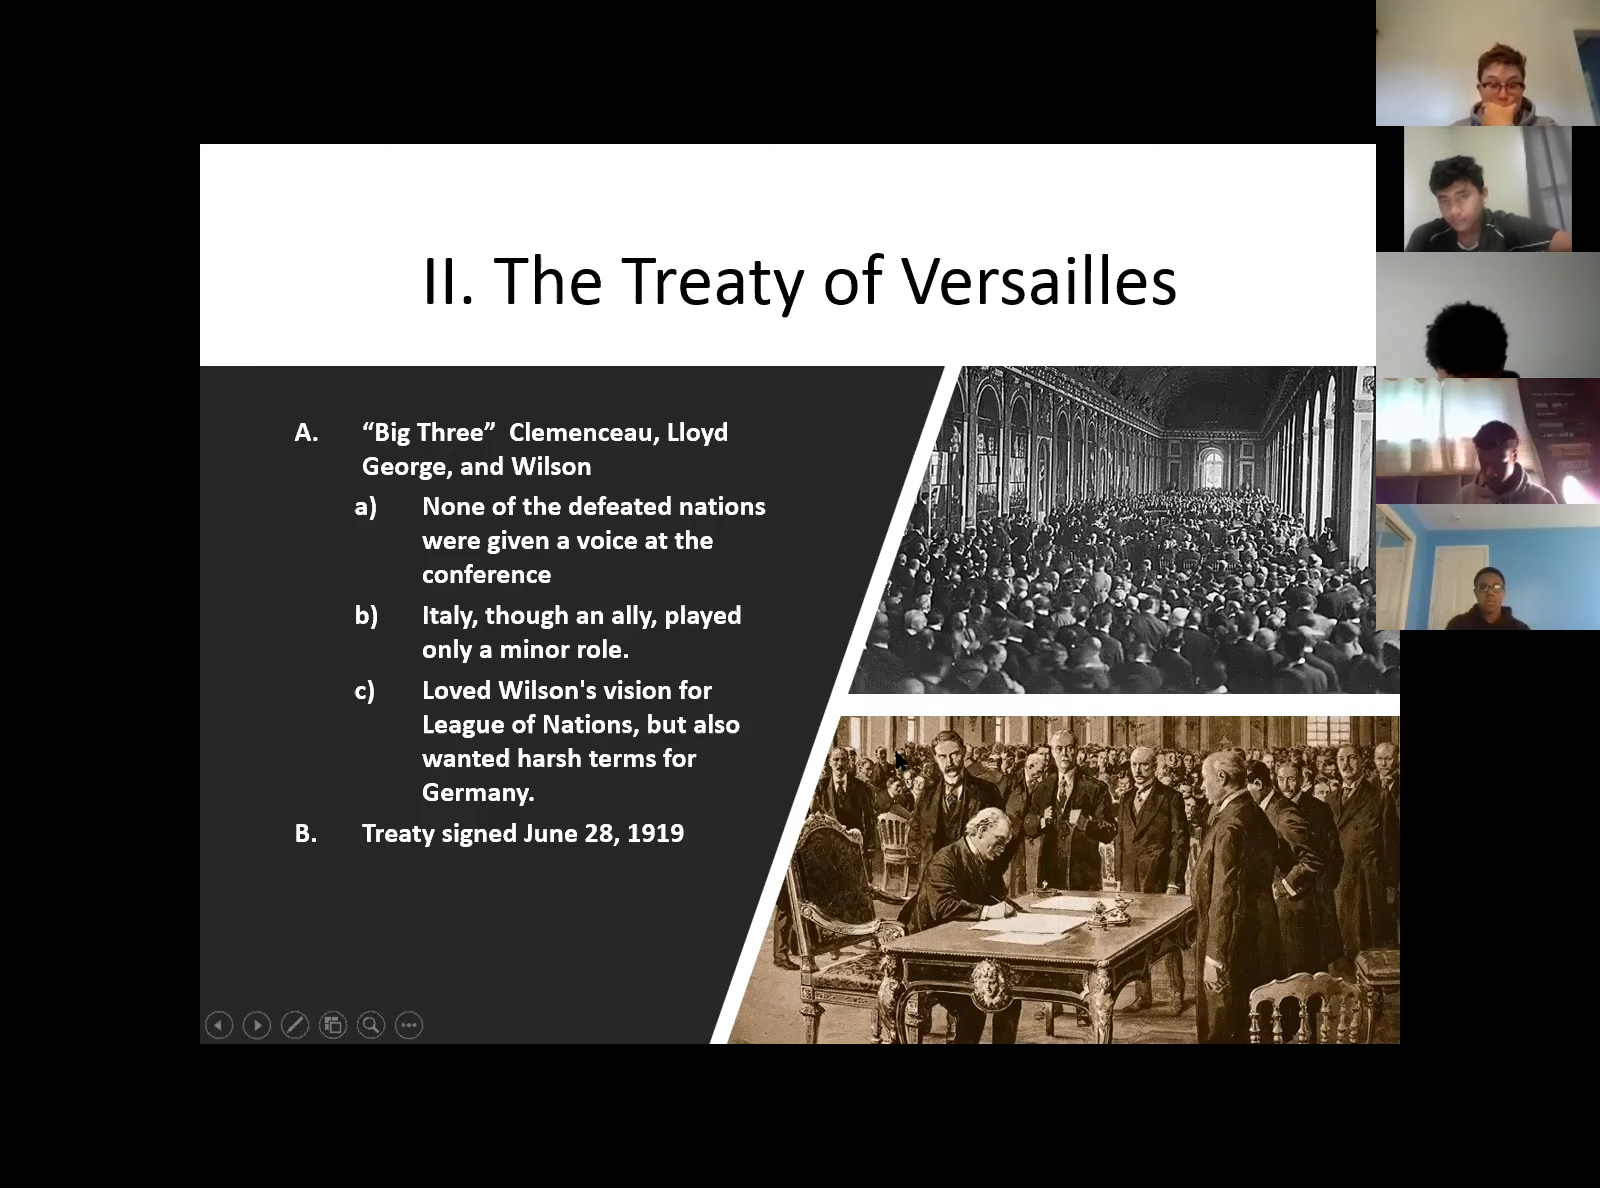 II. The Treaty of Versailles
A. “Big Three”  Clemenceau, Lloyd
George, and Wilson
a) None of the defeated nations
were given a voice at the
conference
b) Italy, though an ally, played
only a minor role.
c) Loved Wilson's vision for
League of Nations, but also
wanted harsh terms for
Germany.
B. Treaty signed June 28, 1919